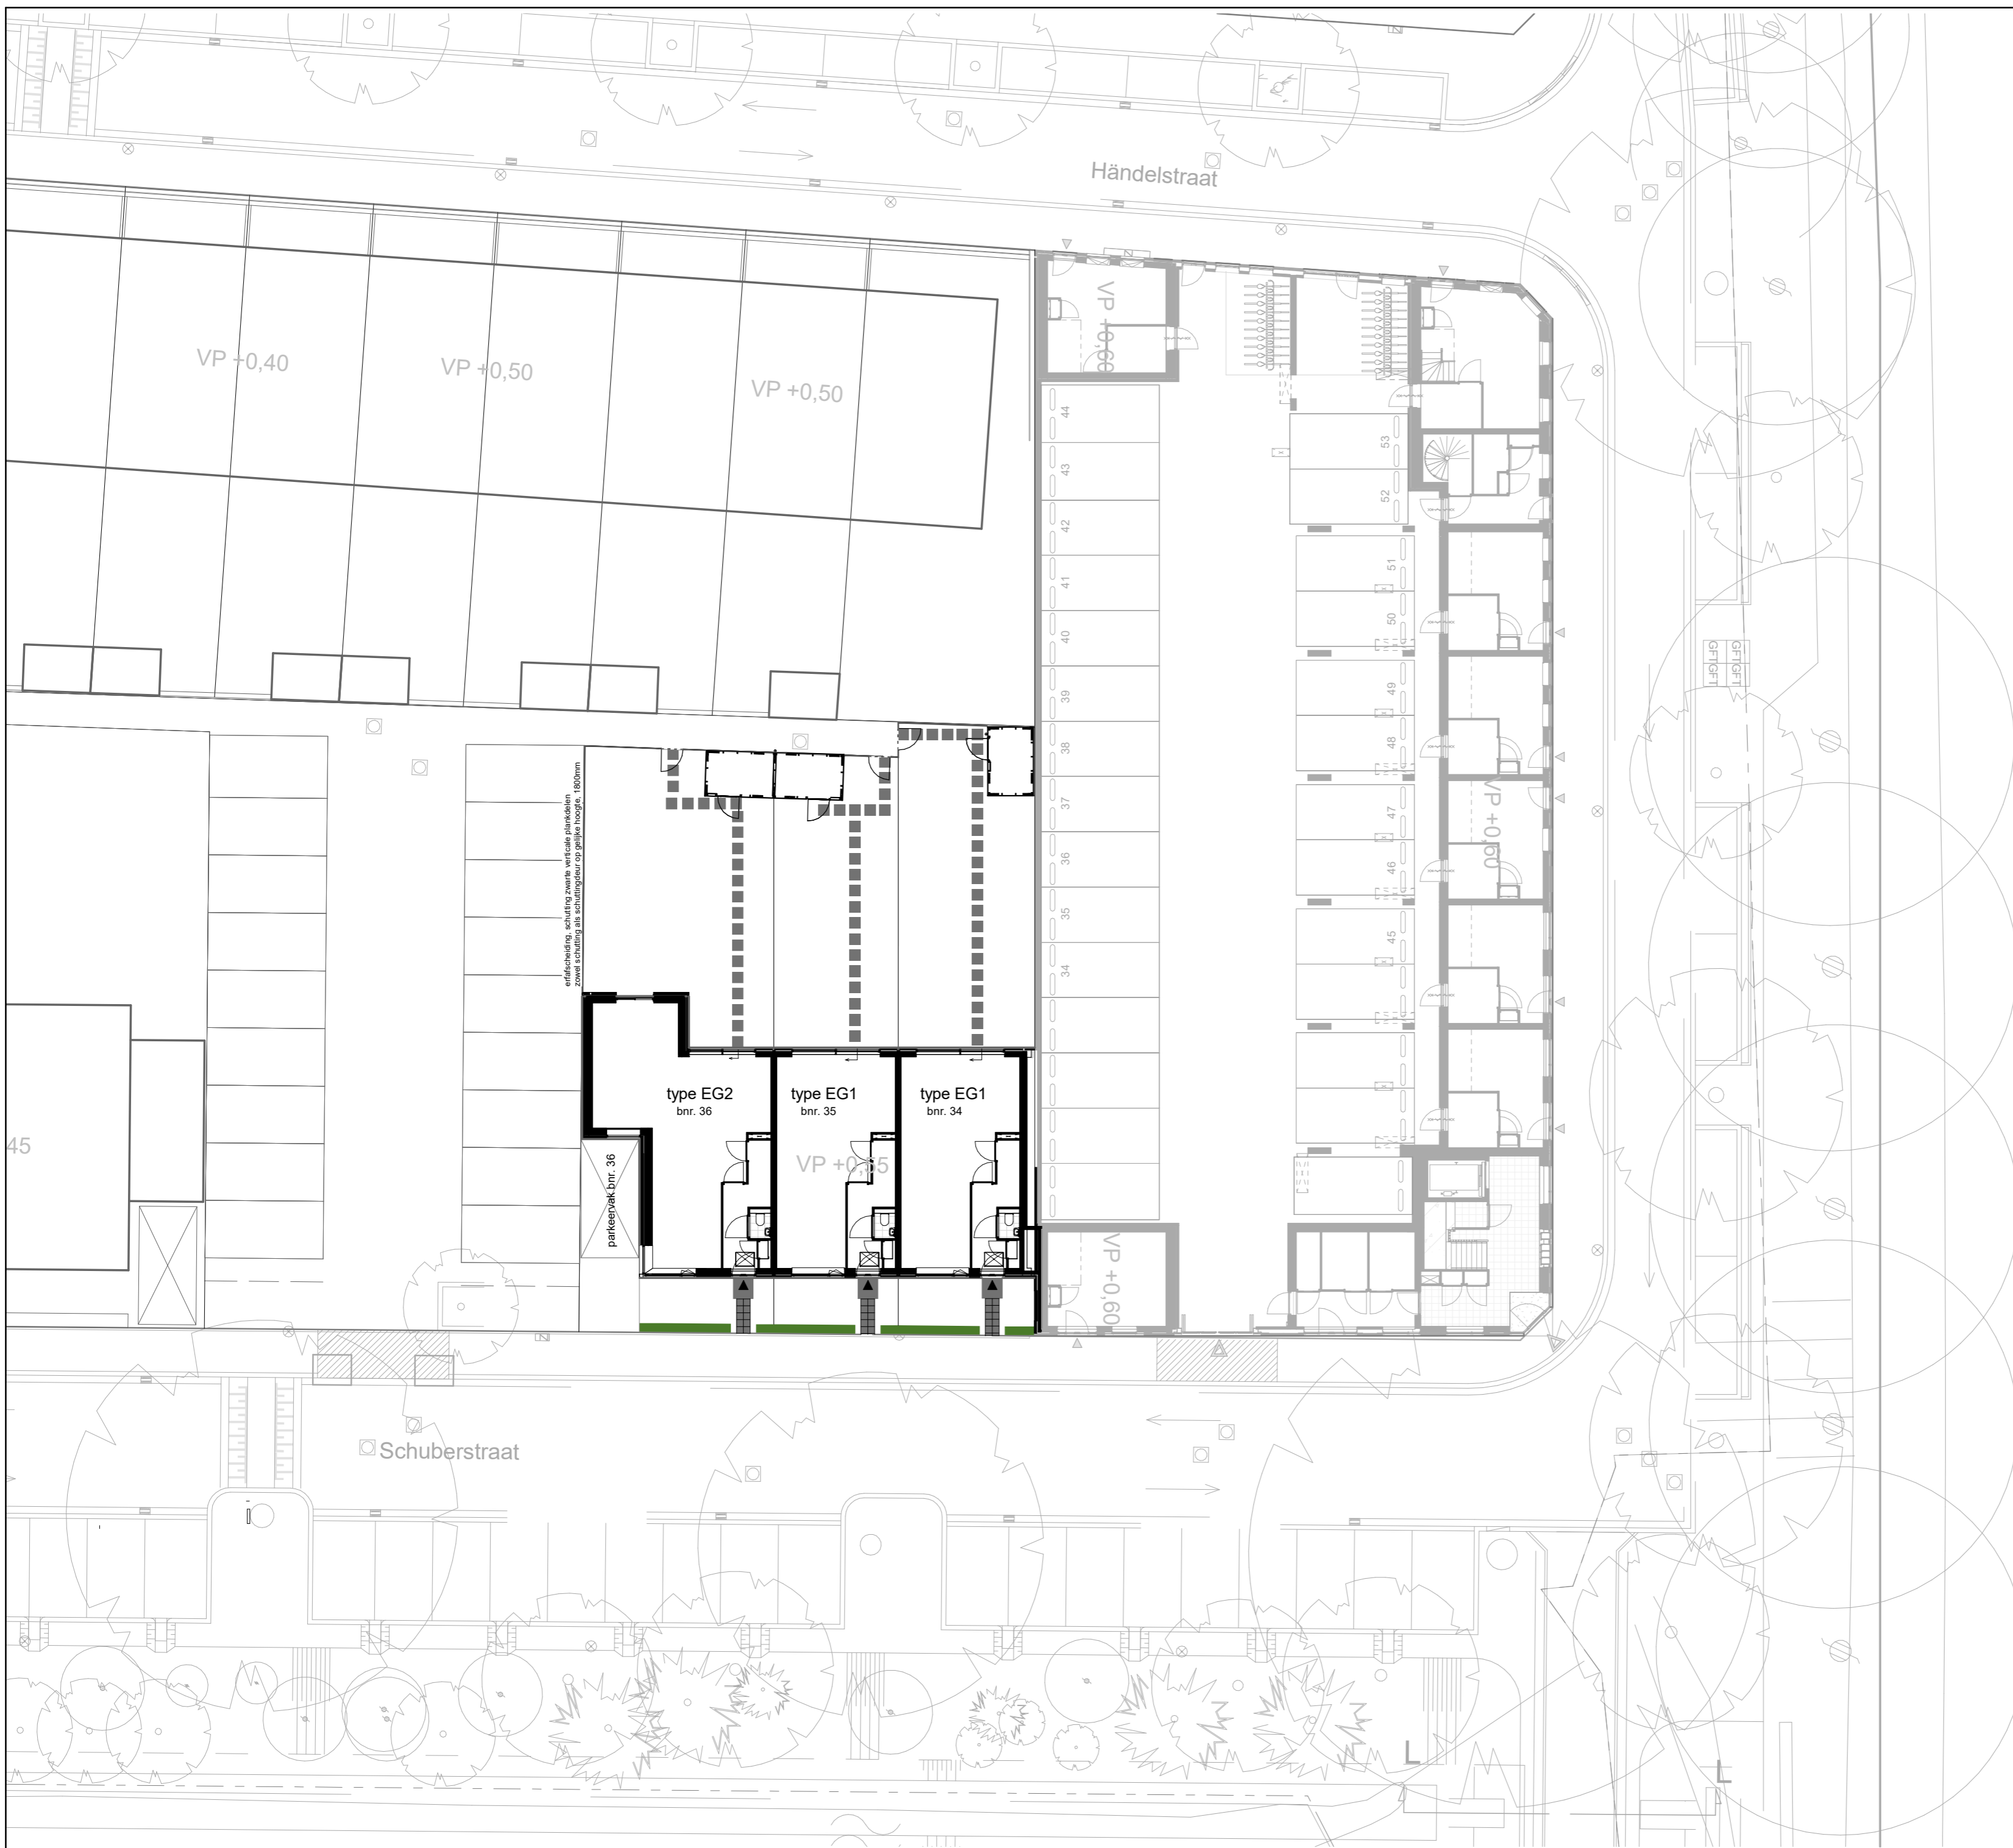 Händelstraat
VP +0,40
VP +0,50
VP +0,50
VP +0,60
44
43
42
41
40
39
38
37
36
35
34
53
52
51
50
49
48
47
46
45
VP +0,60
GFT
GFT
GFT
GFT
erfafscheiding, schutting zwarte verticale plankdelen
zowel schutting als schuttingdeur op gelijke hoogte, 1800mm
type EG2
bnr. 36
type EG1
bnr. 35
type EG1
bnr. 34
VP +0,55
45
parkeervak bnr. 36
VP +0,60
Schuberstraat
L
L